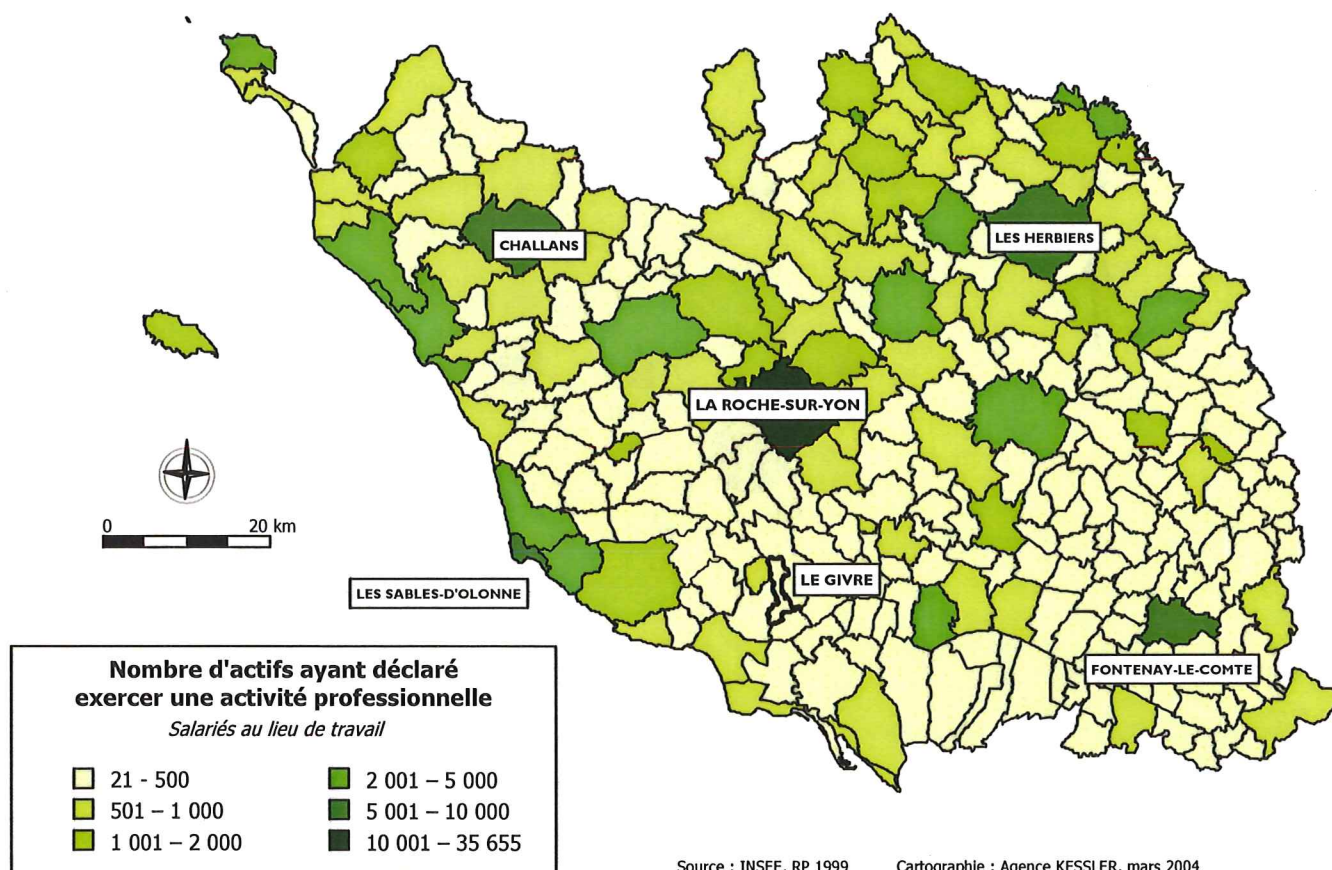 CHALLANS
LES HERBIERS
LA ROCHE-SUR-YON
0 20 km
LE GIVRE
LES SABLES-D'OLONNE
FONTENAY-LE-COMTE
Nombre d'actifs ayant déclaré
exercer une activité professionnelle
Salariés au lieu de travail
21 - 500
501 – 1 000
1 001 – 2 000
2 001 – 5 000
5 001 – 10 000
10 001 – 35 655
Source : INSEE, RP 1999 Cartographie : Agence KESSLER, mars 2004